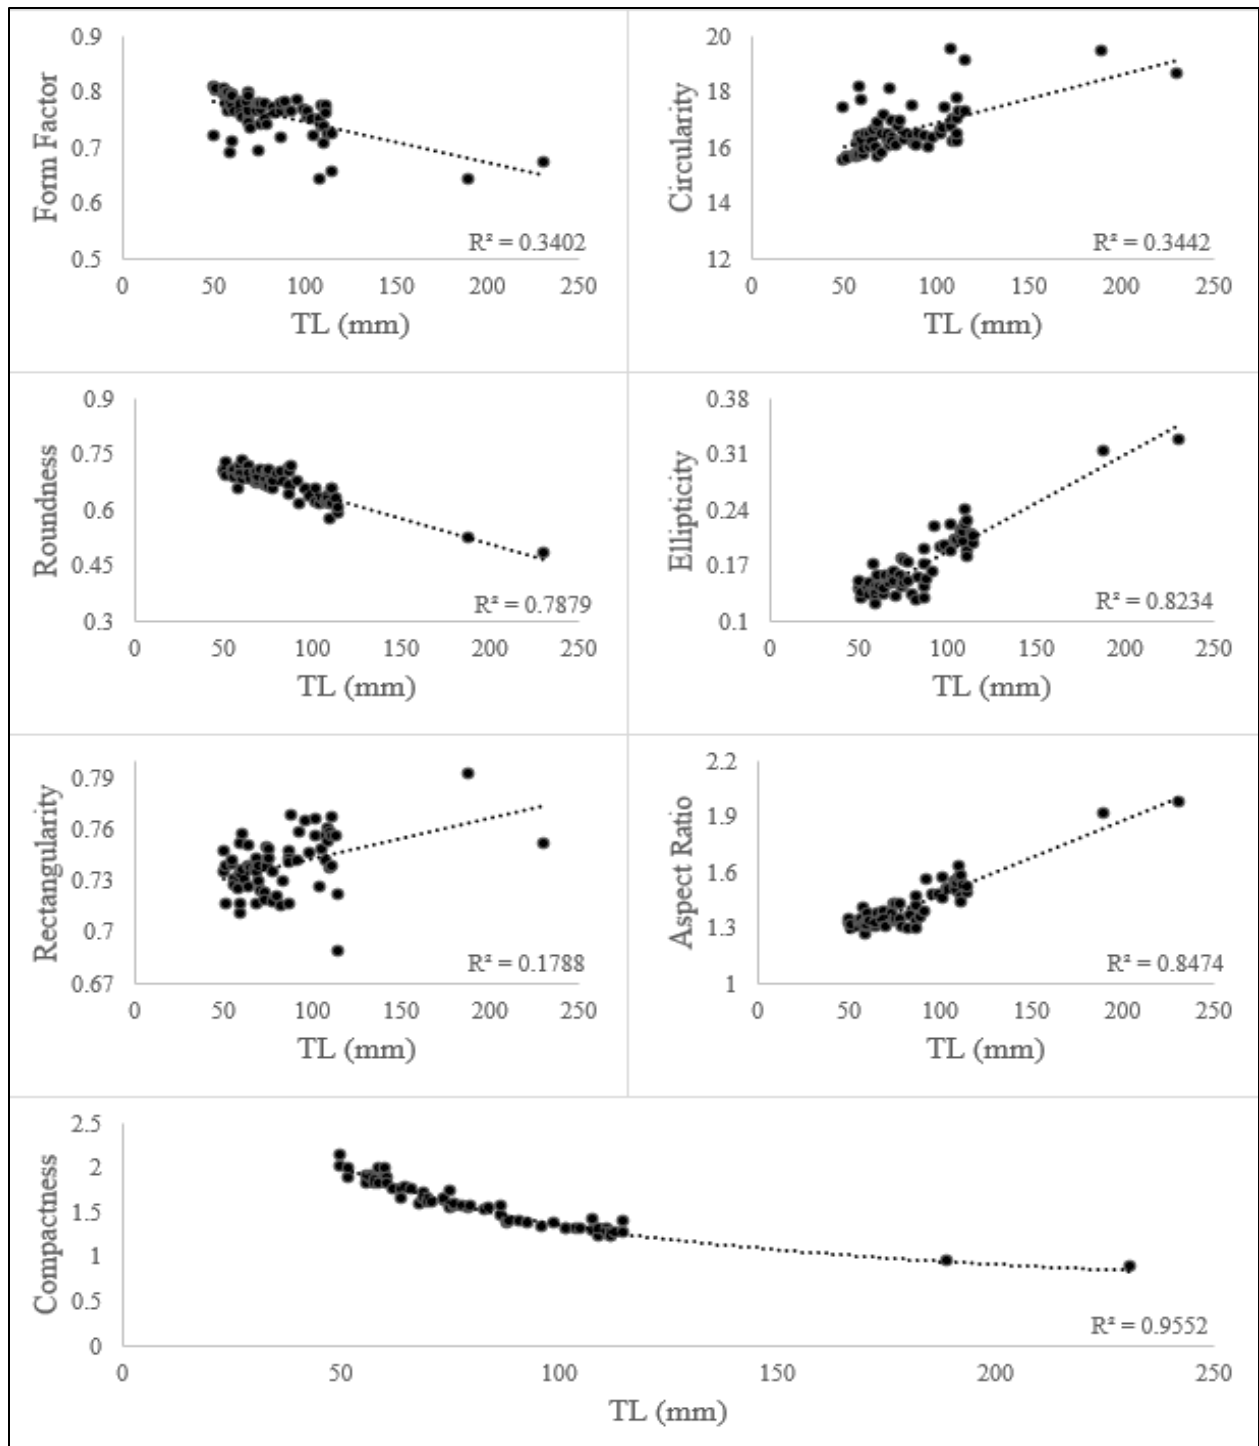 Form Factor
0.9
0.8
0.7
0.6
0.5
R² = 0.3402
0 50 100 150 200 250
TL (mm)
Circularity
20
18
16
14
12
R² = 0.3442
0 50 100 150 200 250
TL (mm)
Roundness
0.9
0.75
0.6
0.45
0.3
R² = 0.7879
0 50 100 150 200 250
TL (mm)
Ellipticity
0.38
0.31
0.24
0.17
0.1
R² = 0.8234
0 50 100 150 200 250
TL (mm)
Rectangularity
0.79
0.76
0.73
0.7
0.67
R² = 0.1788
0 50 100 150 200 250
TL (mm)
Aspect Ratio
2.2
1.9
1.6
1.3
1
R² = 0.8474
0 50 100 150 200 250
TL (mm)
Compactness
2.5
2
1.5
1
0.5
0
R² = 0.9552
0 50 100 150 200 250
TL (mm)